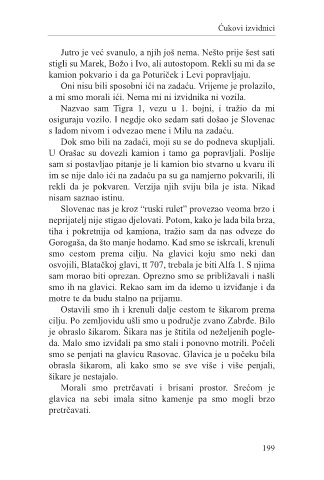 Ćukovi izvidnici
Jutro je već svanulo, a njih još nema. Nešto prije šest sati
stigli su Marek, Božo i Ivo, ali autostopom. Rekli su mi da se
kamion pokvario i da ga Poturiček i Levi popravljaju.
Oni nisu bili sposobni ići na zadaću. Vrijeme je prolazilo,
a mi smo morali ići. Nema mi ni izvidnika ni vozila.
Nazvao sam Tigra 1, vezu u 1. bojni, i tražio da mi
osiguraju vozilo. I negdje oko sedam sati došao je Slovenac
s ladom nivom i odvezao mene i Milu na zadaću.
Dok smo bili na zadaći, moji su se do podneva skupljali.
U Orašac su dovezli kamion i tamo ga popravljali. Poslije
sam si postavljao pitanje je li kamion bio stvarno u kvaru ili
im se nije dalo ići na zadaću pa su ga namjerno pokvarili, ili
rekli da je pokvaren. Verzija njih sviju bila je ista. Nikad
nisam saznao istinu.
Slovenac nas je kroz “ruski rulet” provezao veoma brzo i
neprijatelj nije stigao djelovati. Potom, kako je lada bila brza,
tiha i pokretnija od kamiona, tražio sam da nas odveze do
Gorogaša, da što manje hodamo. Kad smo se iskrcali, krenuli
smo cestom prema cilju. Na glavici koju smo neki dan
osvojili, Blatačkoj glavi, tt 707, trebala je biti Alfa 1. S njima
sam morao biti oprezan. Oprezno smo se približavali i našli
smo ih na glavici. Rekao sam im da idemo u izviđanje i da
motre te da budu stalno na prijamu.
Ostavili smo ih i krenuli dalje cestom te šikarom prema
cilju. Po zemljovidu ušli smo u područje zvano Zabrđe. Bilo
je obraslo šikarom. Šikara nas je štitila od neželjenih pogle-
da. Malo smo izviđali pa smo stali i ponovno motrili. Počeli
smo se penjati na glavicu Rasovac. Glavica je u početku bila
obrasla šikarom, ali kako smo se sve više i više penjali,
šikare je nestajalo.
Morali smo pretrčavati i brisani prostor. Srećom je
glavica na sebi imala sitno kamenje pa smo mogli brzo
pretrčavati.
199